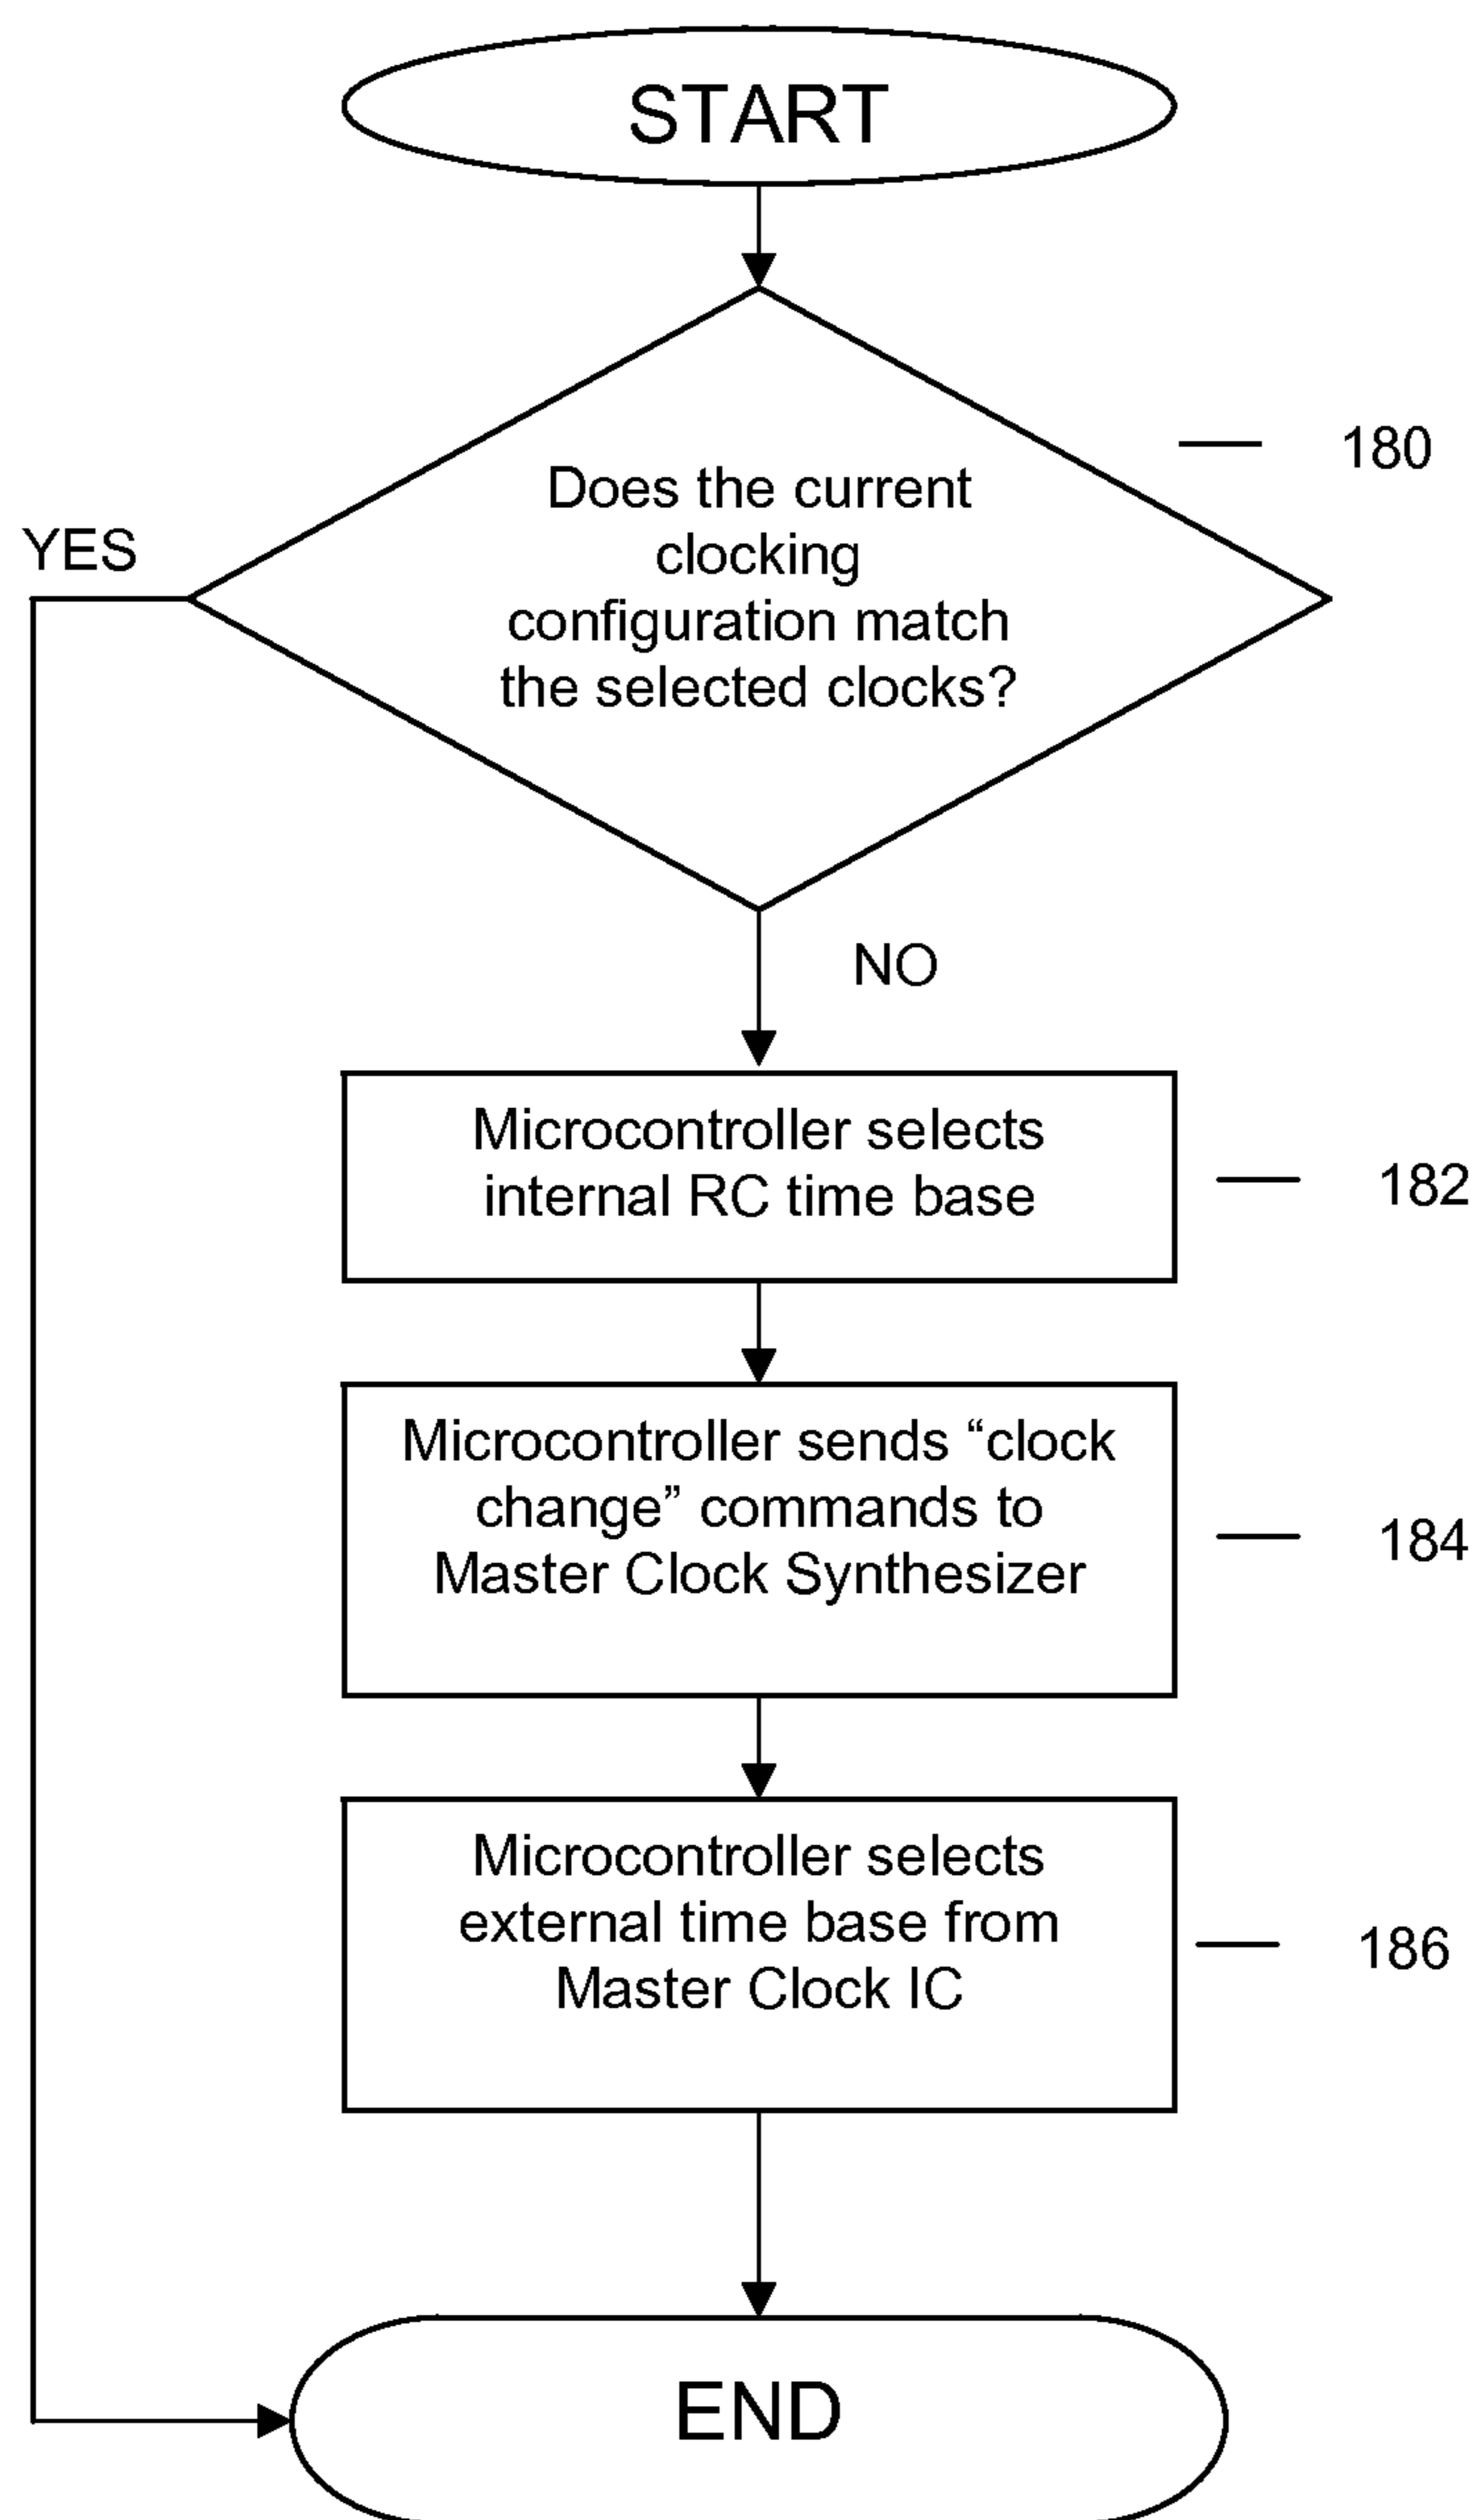 START
180
Does the current
clocking
configuration match
the selected clocks?
YES
NO
Microcontroller selects
internal RC time base
182
Microcontroller sends “clock
change” commands to
Master Clock Synthesizer
184
Microcontroller selects
external time base from
Master Clock IC
186
END